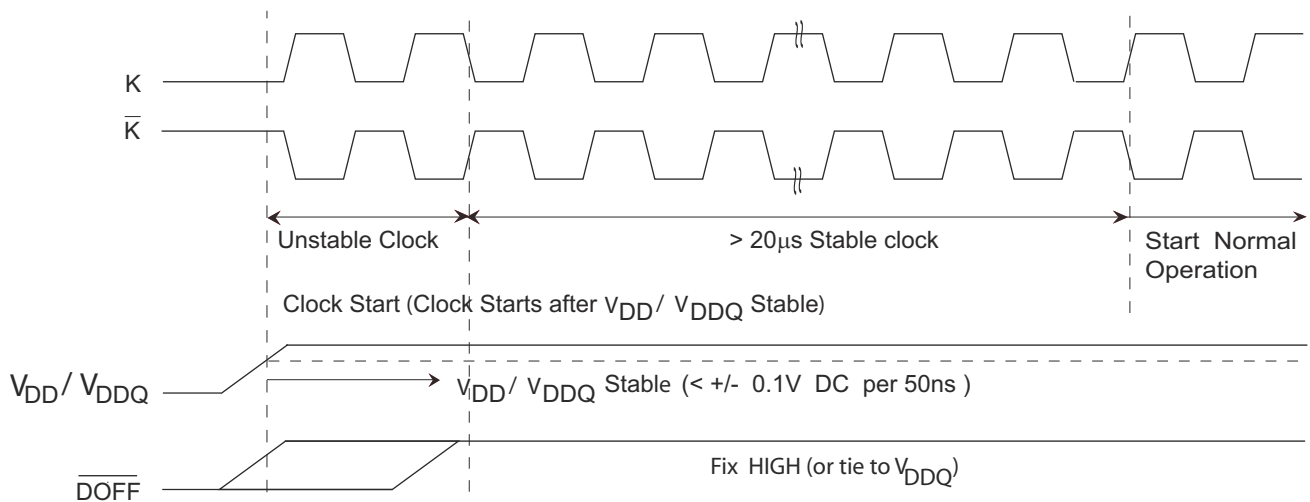 K
K̅
Unstable Clock
> 20μs Stable clock
Start Normal
Operation
Clock Start (Clock Starts after VDD / VDDQ Stable)
VDD / VDDQ
VDD / VDDQ Stable (< +/- 0.1V DC per 50ns )
Fix HIGH (or tie to VDDQ)
D̅O̅F̅F̅